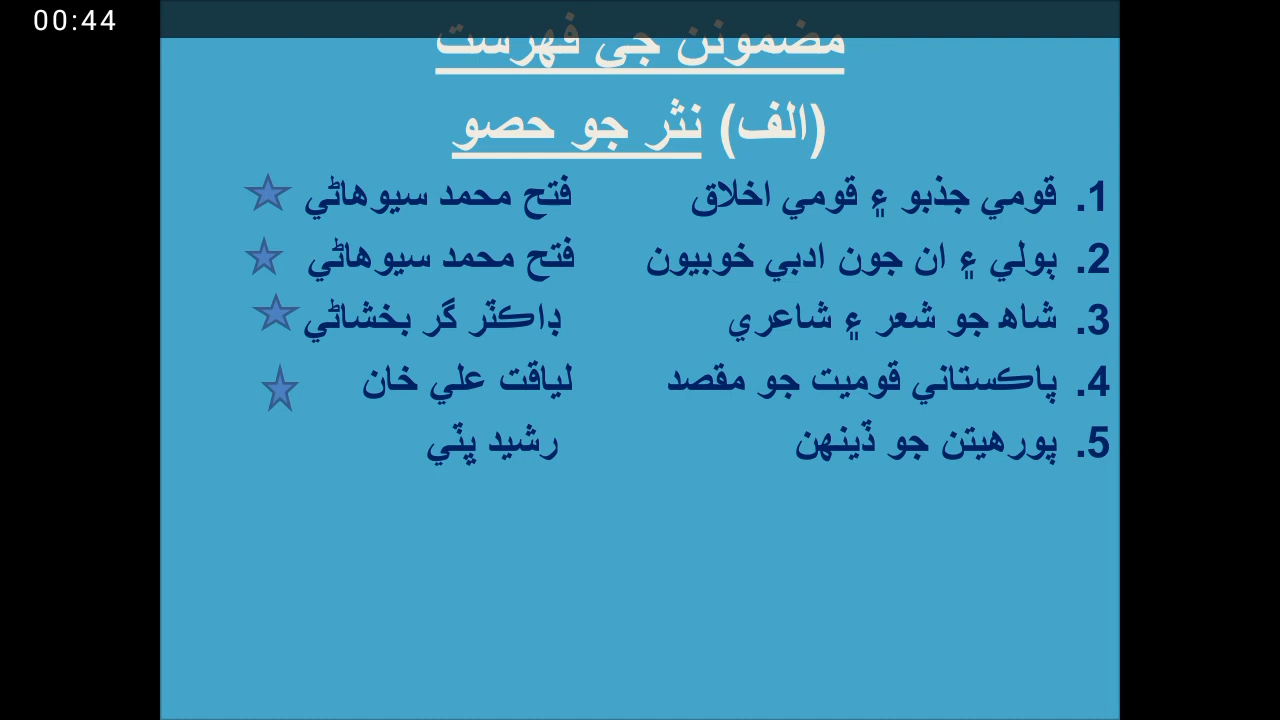 00:44
مضمونن جي فهرست
(الف) نثر جو حصو
1. قومي جذبو ۽ قومي اخلاق فتح محمد سيوهاڻي
2. ٻولي ۽ ان جون ادبي خوبيون فتح محمد سيوهاڻي
3. شاھ جو شعر ۽ شاعري ڊاڪٽر گر بخشاڻي
4. پاڪستاني قوميت جو مقصد لياقت علي خان
5. پورهيتن جو ڏينهن رشيد ڀٽي